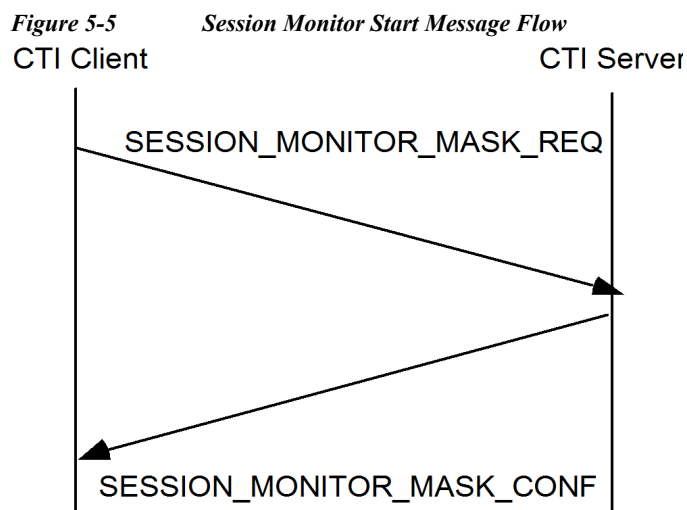 Figure 5-5 Session Monitor Start Message Flow
CTI Client CTI Server
SESSION_MONITOR_MASK_REQ
SESSION_MONITOR_MASK_CONF